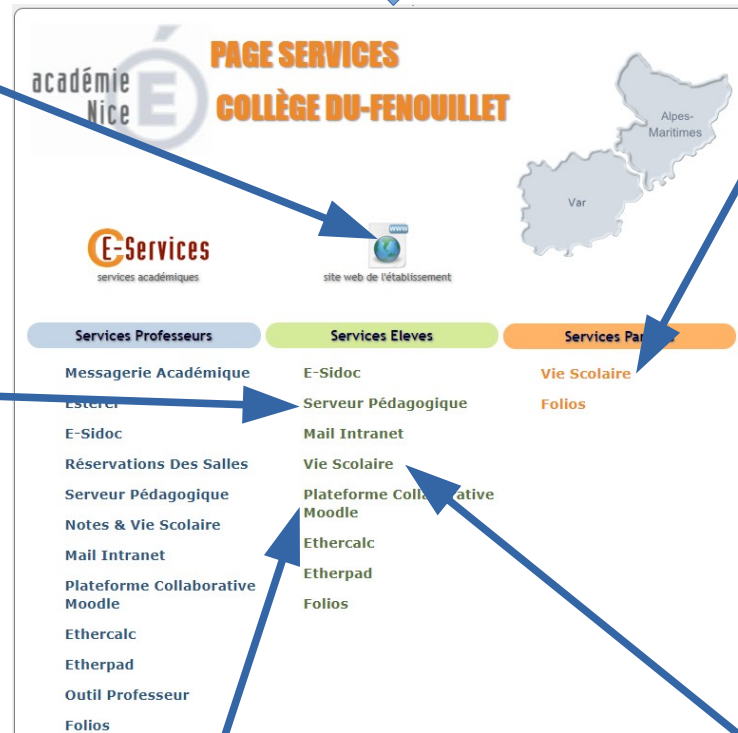 PAGE SERVICES
COLLÈGE DU-FENOUILLET
académie
Nice
Alpes-
Maritimes
Var
E-Services
services académiques
www
site web de l'établissement
Services Professeurs
Messagerie Académique
Esterel
E-Sidoc
Réservations Des Salles
Serveur Pédagogique
Notes & Vie Scolaire
Mail Intranet
Plateforme Collaborative
Moodle
Ethercalc
Etherpad
Outil Professeur
Folios
Services Eleves
E-Sidoc
Serveur Pédagogique
Mail Intranet
Vie Scolaire
Plateforme Collaborative
Moodle
Ethercalc
Etherpad
Folios
Services Parents
Vie Scolaire
Folios